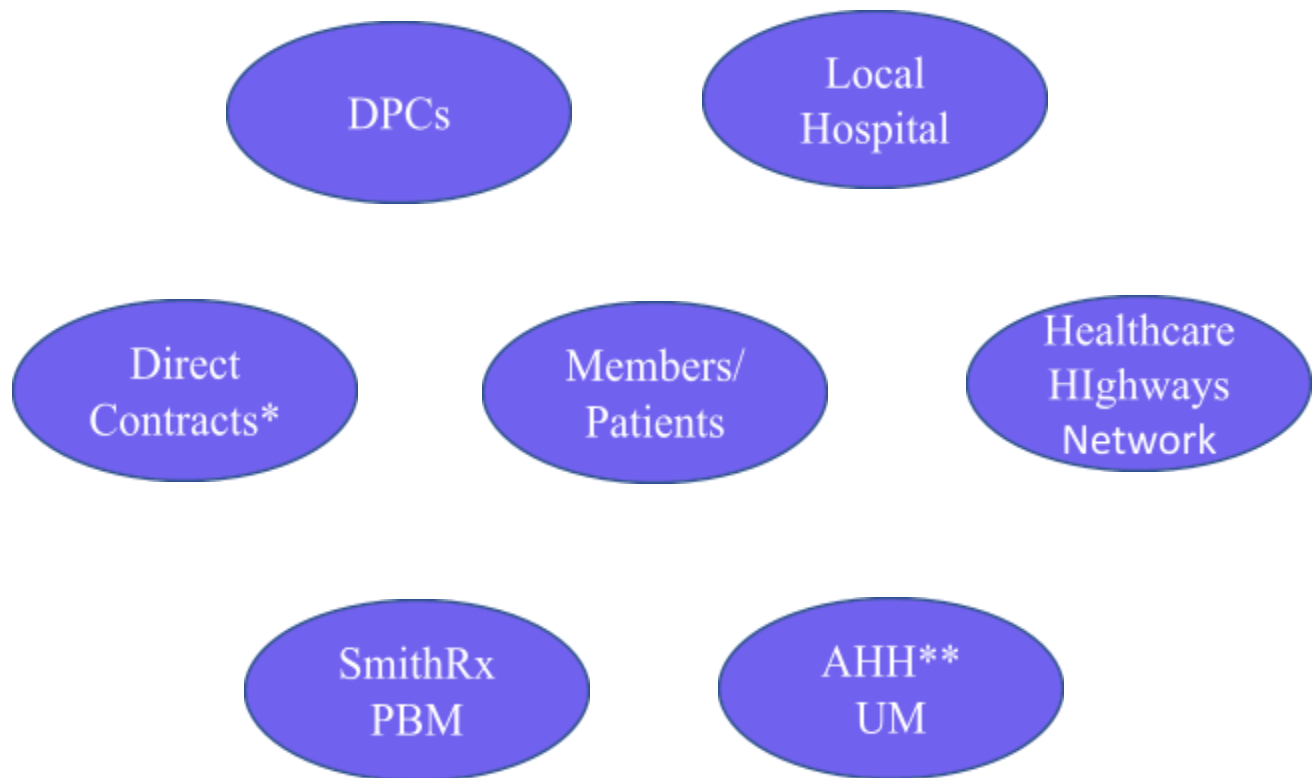 DPCs
Local
Hospital
Direct
Contracts*
Members/
Patients
Healthcare
HIghways
Network
SmithRx
PBM
AHH**
UM